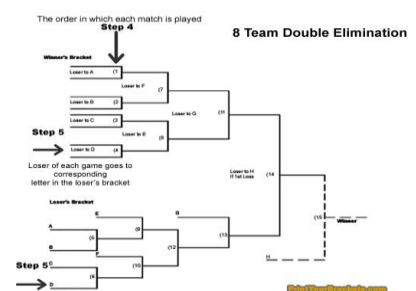 The order in which each match is played
Step 4
8 Team Double Elimination
Winner's Bracket
Loser to A
(1
Loser to F
(7
Loser to B
(2
Loser to G
(11
Loser to C
(3
Step 5
Loser to E
(8
Loser to D
(4
Loser of each game goes to
corresponding
letter in the loser's bracket
Loser to H
If 1st Loss
(14
Loser's Bracket
E
G
A
(9
(15
Winner
B
(5
(13
F
(12
H
Step 5
C
(10
(6
D
PrintYourBrackets.com